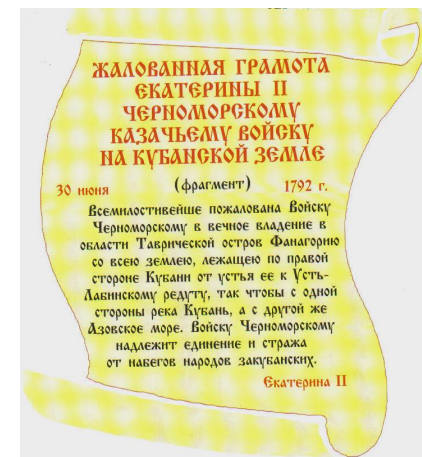 ЖАЛОВАННАЯ ГРАМОТА
ЕКАТЕРИНЫ II
ЧЕРНОМОРСКОМУ
КАЗАЧЬЕМУ ВОЙСКУ
НА КУБАНСКОЙ ЗЕМЛЕ
30 июня (фрагмент) 1792 г.
Всемилостивейше пожалована Войску
Черноморскому в вечное владение в
области Таврической остров Фанагорию
со всею землею, лежащею по правой
стороне Кубани от устья ее к Усть-
Лабинскому редуту, так чтобы с одной
стороны река Кубань, а с другой же
Азовское море. Войску Черноморскому
надлежит единение и стража
от набегов народов закубанских.
Екатерина II